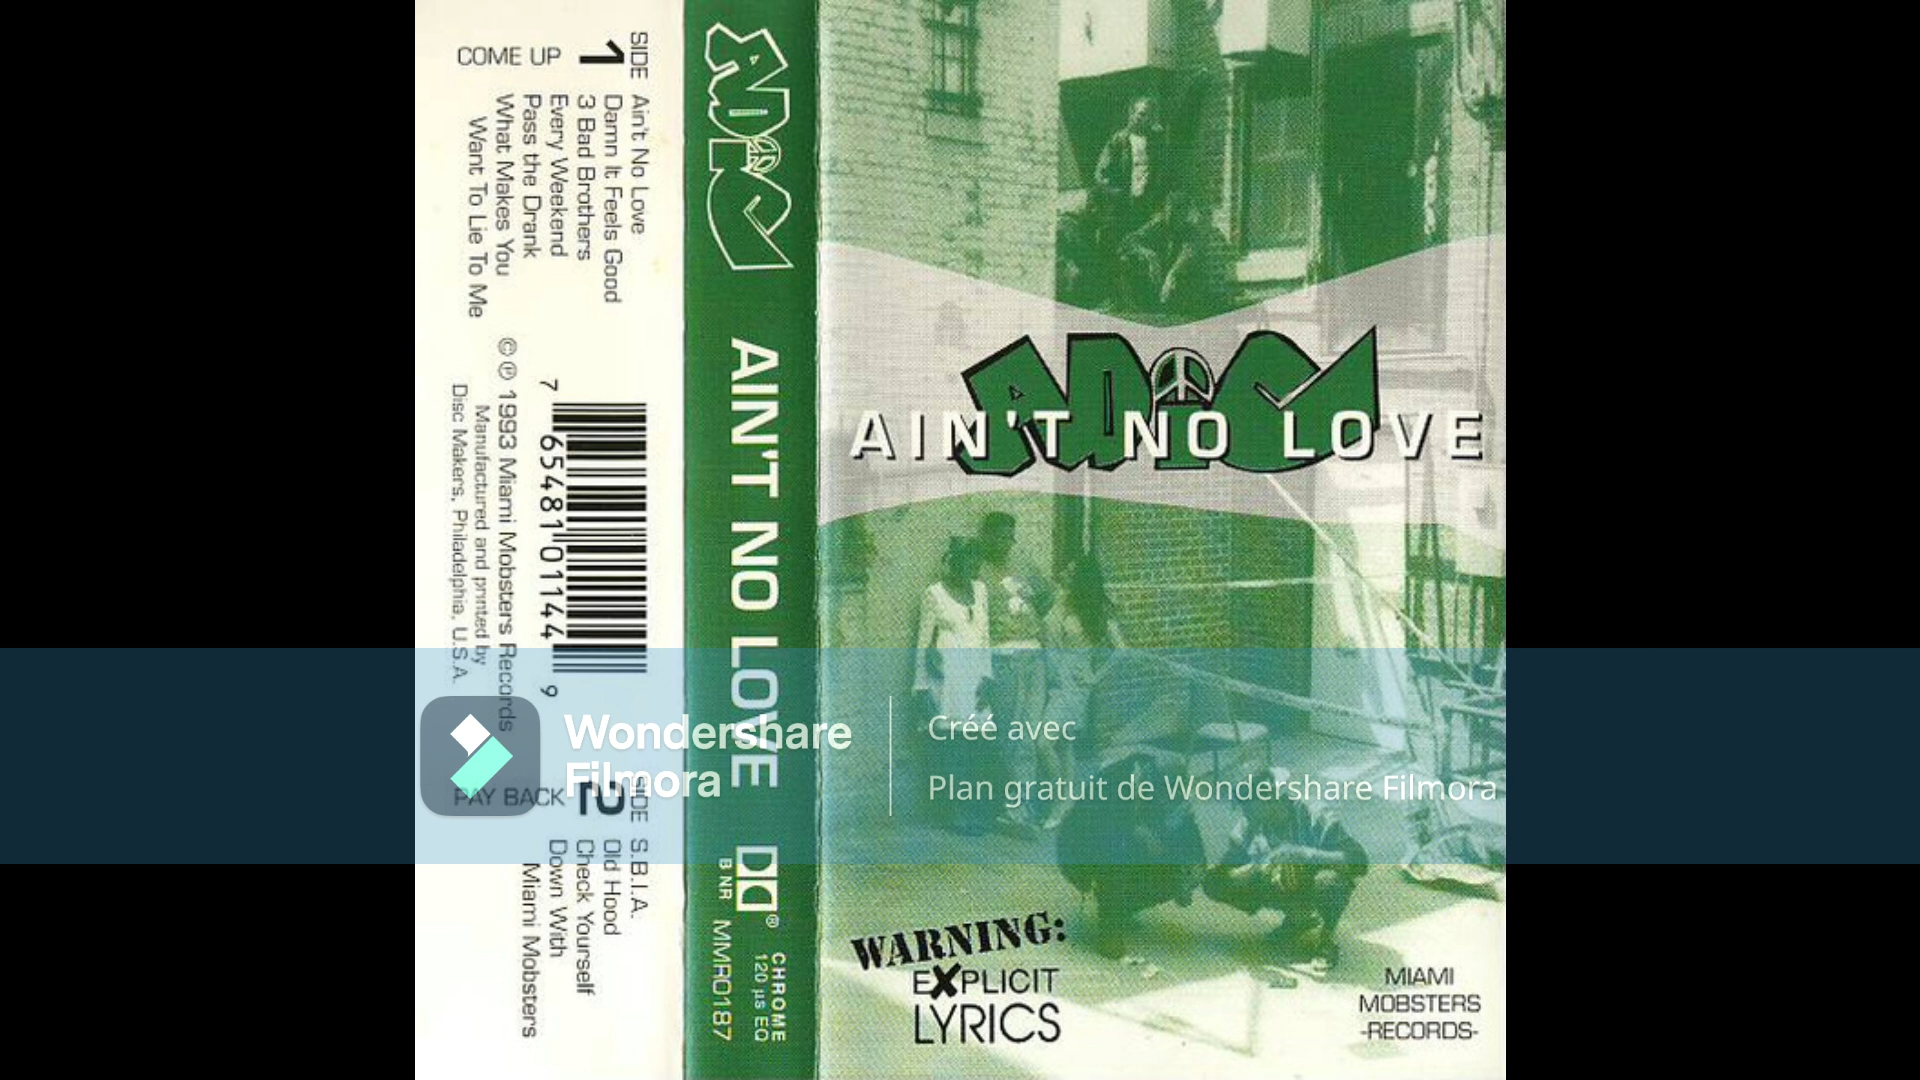 SIDE
1
COME UP
Ain't No Love
Damn It Feels Good
3 Bad Brothers
Every Weekend
Pass the Drank
What Makes You
Want To Lie To Me
7 65481 01144 9
© ℗ 1993 Miami Mobsters Records
Manufactured and printed by
Disc Makers, Philadelphia, U.S.A.
SIDE
2
PAY BACK
S.B.I.A.
Old Hood
Check Yourself
Down With
Miami Mobsters
ADiC
AIN'T NO LOVE
B NR
CHROME
120 µs EQ
MMR0187
ADiC
AIN'T NO LOVE
Wondershare
Filmora
Créé avec
Plan gratuit de Wondershare Filmora
WARNING:
EXPLICIT
LYRICS
MIAMI
MOBSTERS
-RECORDS-